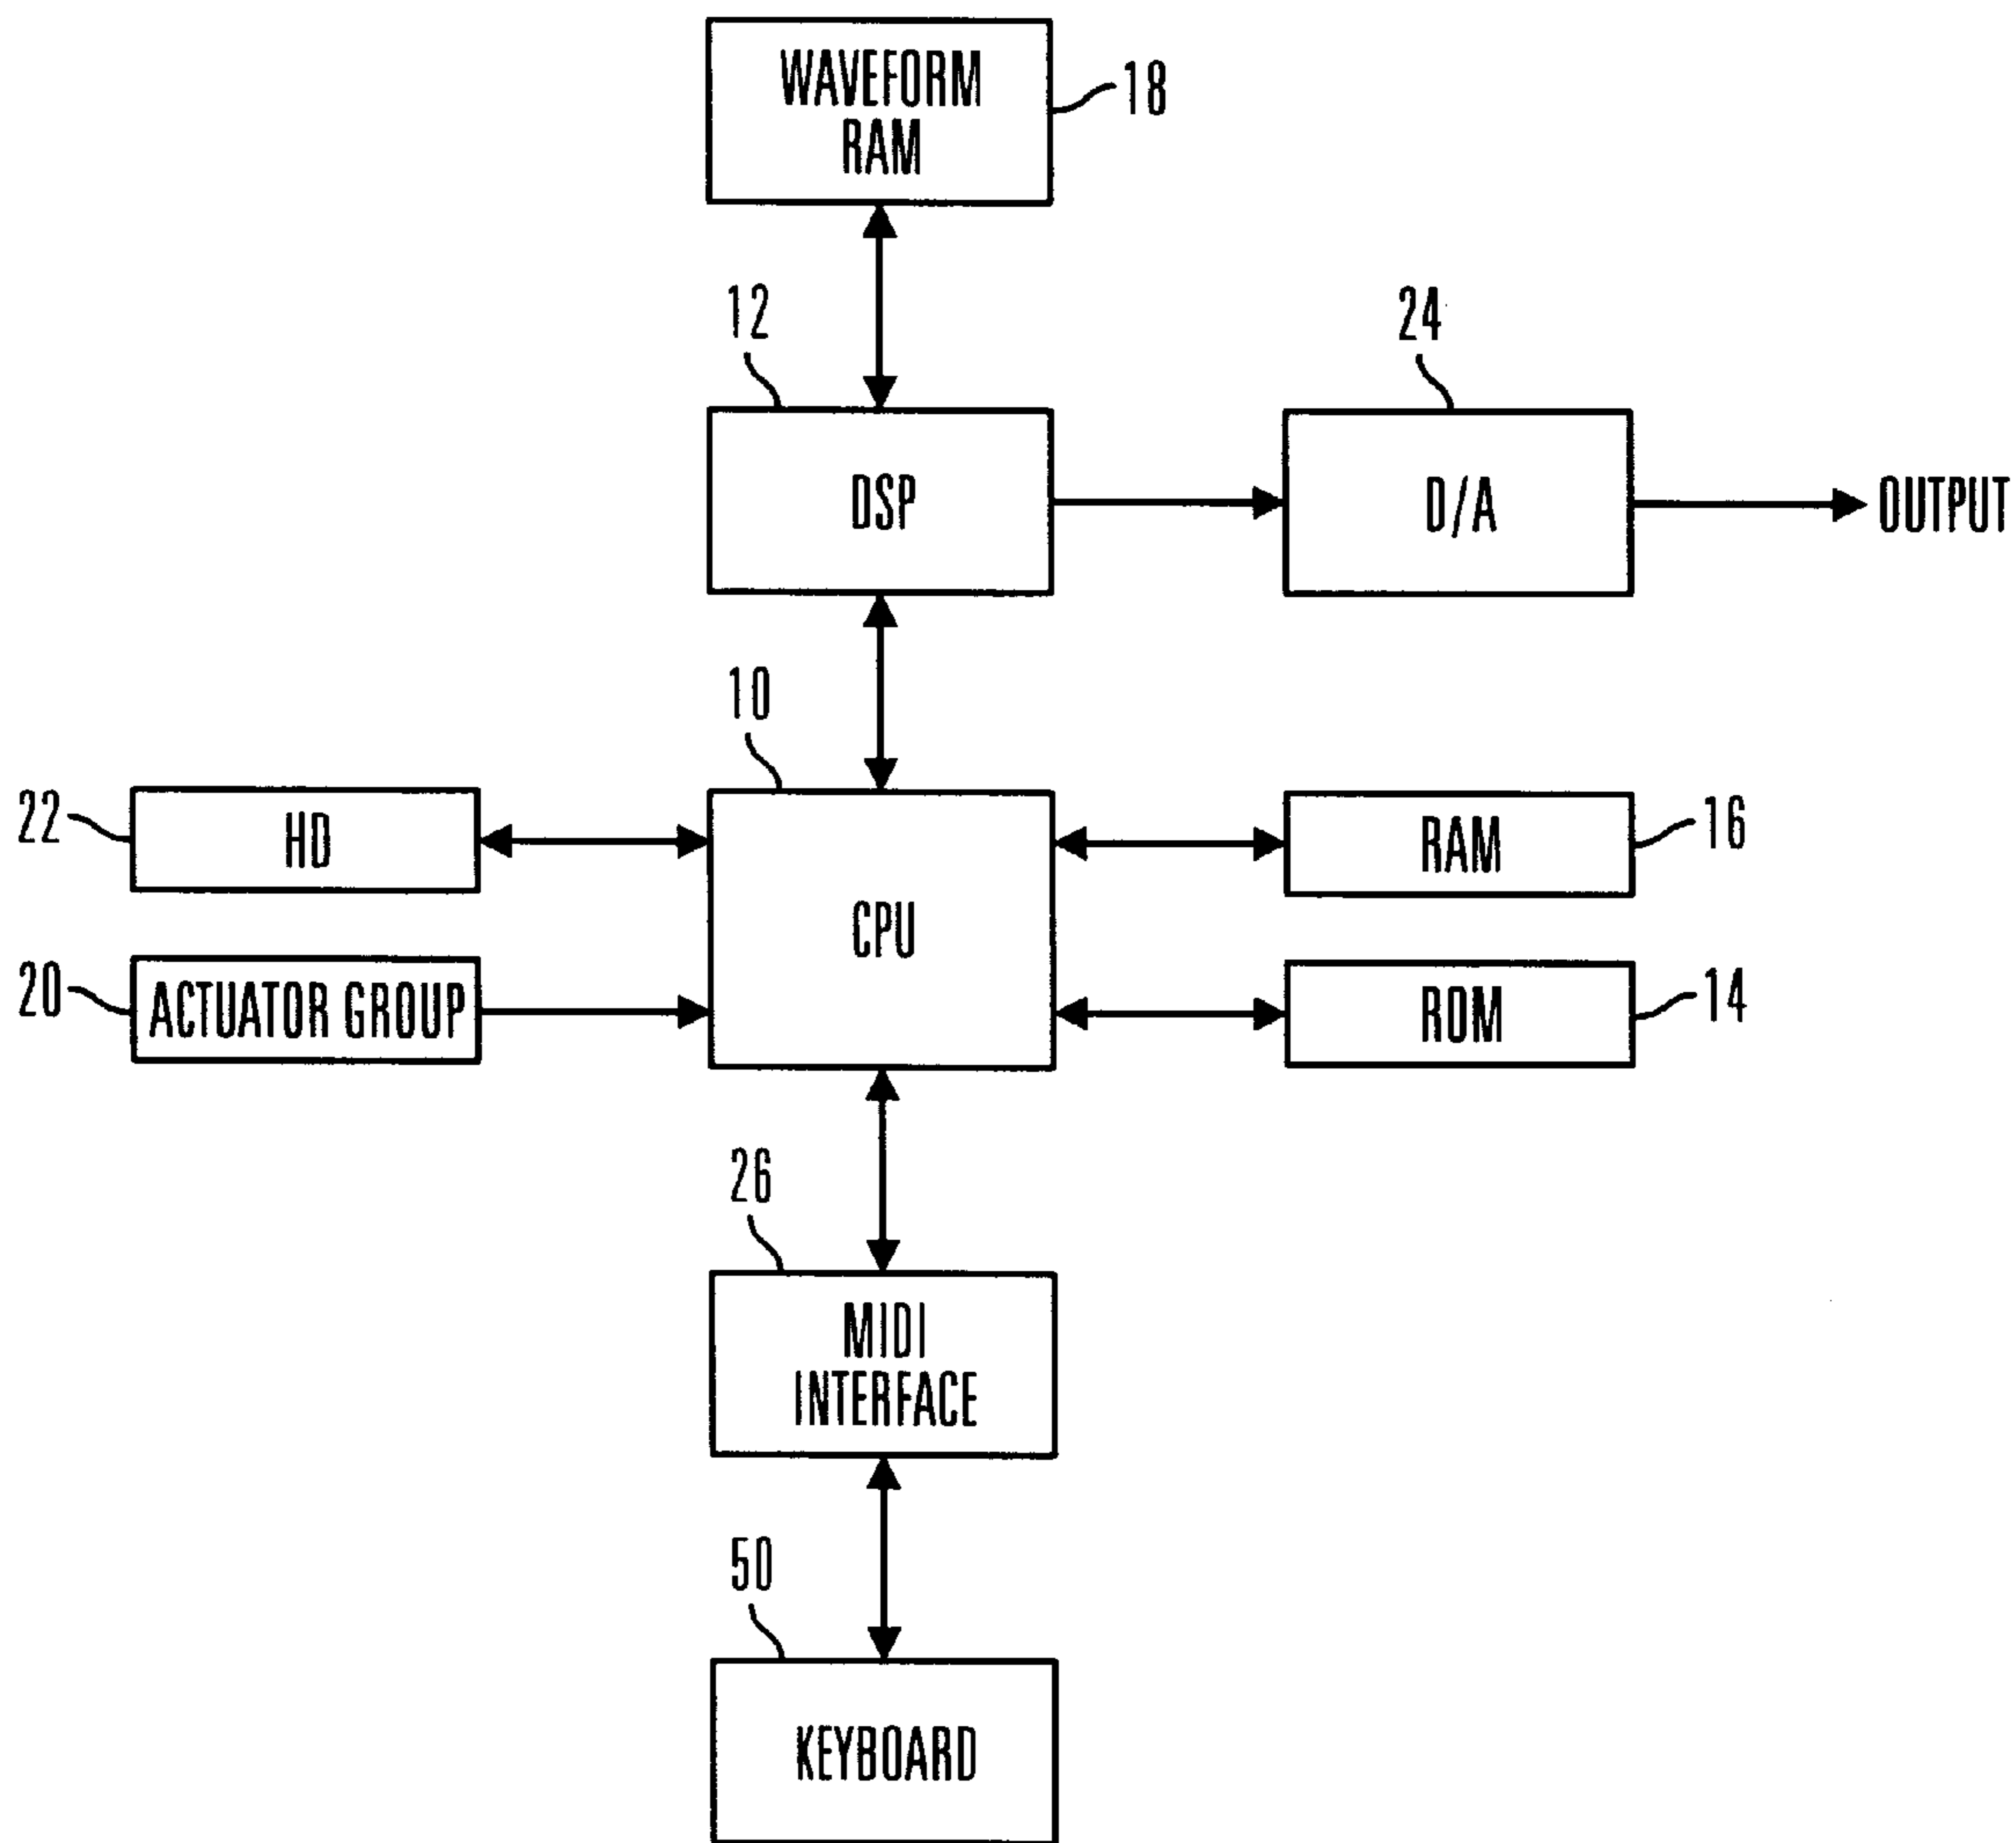 WAVEFORM
RAM
18
12
24
DSP
D/A
OUTPUT
10
22
HD
RAM
16
CPU
20
ACTUATOR GROUP
ROM
14
26
MIDI
INTERFACE
50
KEYBOARD